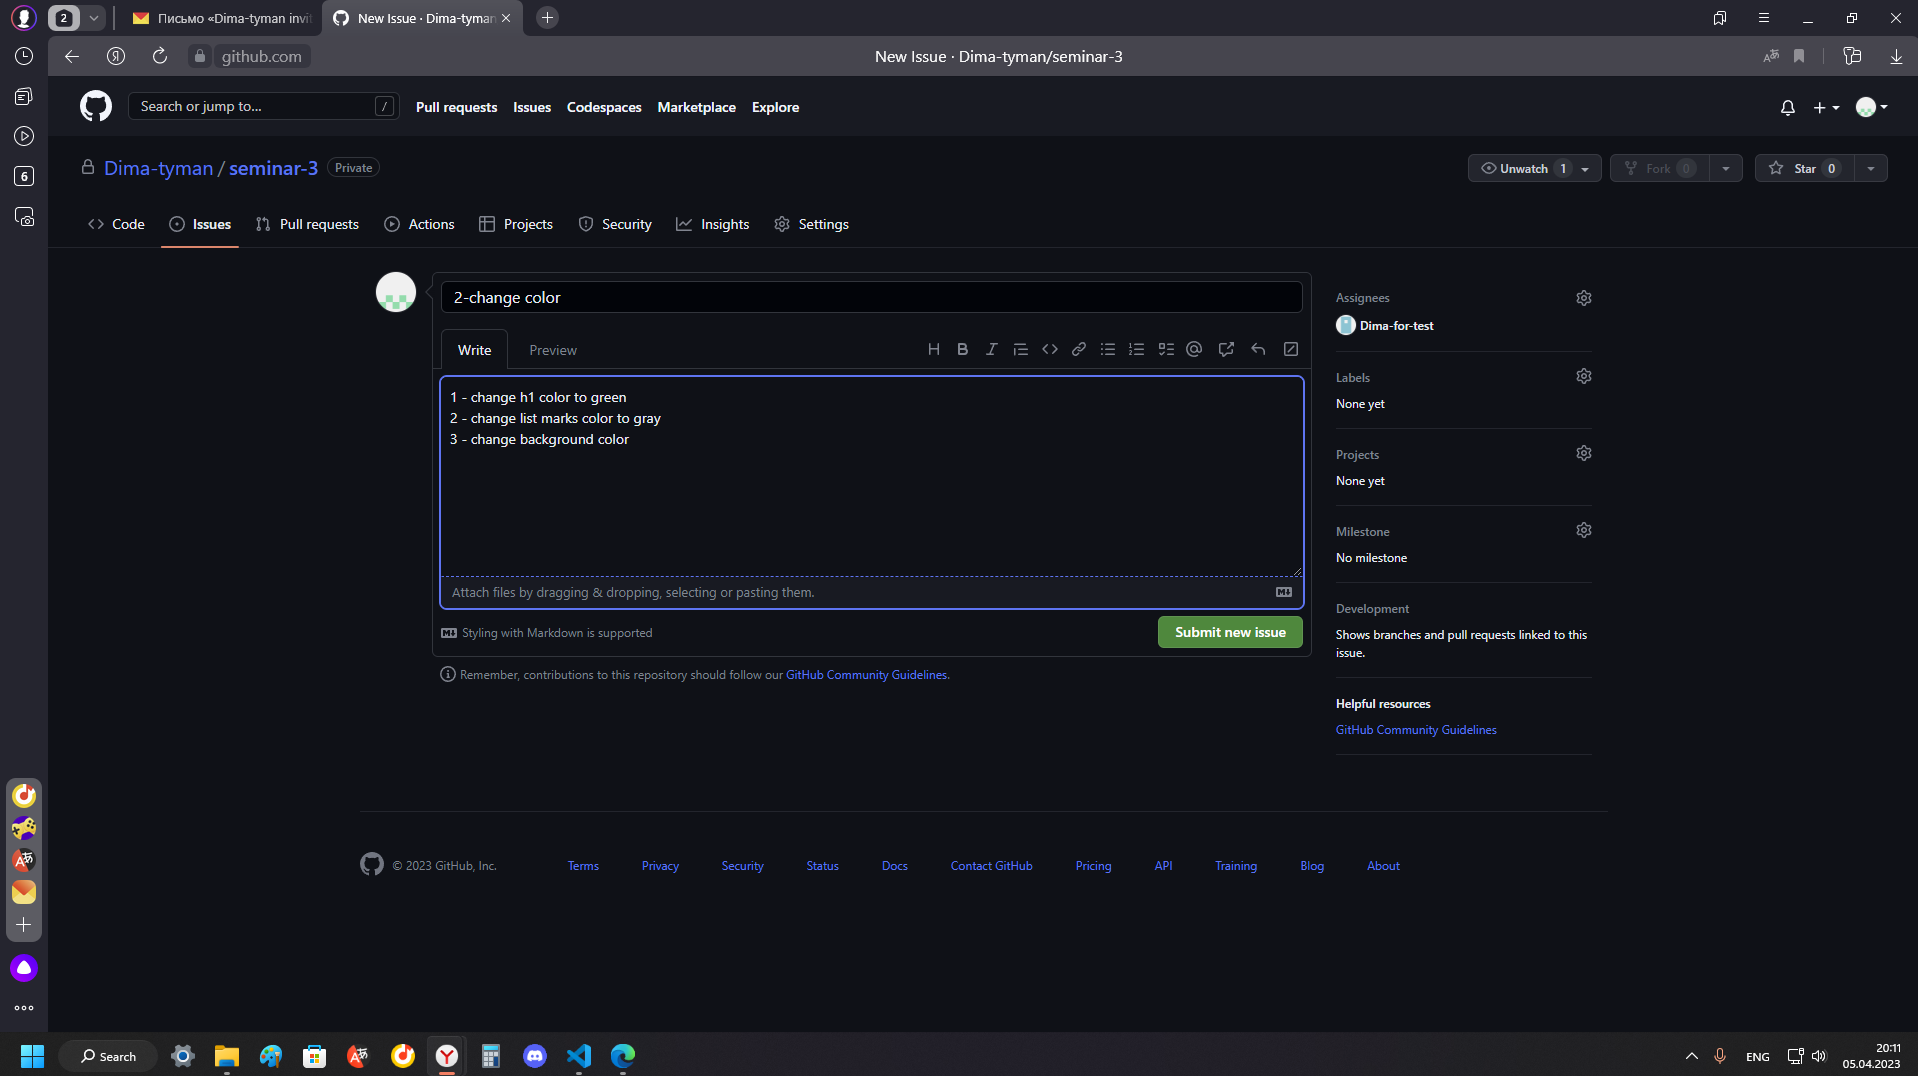 2
Письмо «Dima-tyman invit
New Issue · Dima-tyman
github.com
New Issue · Dima-tyman/seminar-3
6
Search or jump to...
/
Pull requests
Issues
Codespaces
Marketplace
Explore
Dima-tyman / seminar-3
Private
Unwatch 1
Fork 0
Star 0
Code
Issues
Pull requests
Actions
Projects
Security
Insights
Settings
2-change color
Write
Preview
1 - change h1 color to green
2 - change list marks color to gray
3 - change background color
Attach files by dragging & dropping, selecting or pasting them.
Styling with Markdown is supported
Submit new issue
Remember, contributions to this repository should follow our GitHub Community Guidelines.
Assignees
Dima-for-test
Labels
None yet
Projects
None yet
Milestone
No milestone
Development
Shows branches and pull requests linked to this
issue.
Helpful resources
GitHub Community Guidelines
© 2023 GitHub, Inc.
Terms
Privacy
Security
Status
Docs
Contact GitHub
Pricing
API
Training
Blog
About
Search
ENG
20:11
05.04.2023